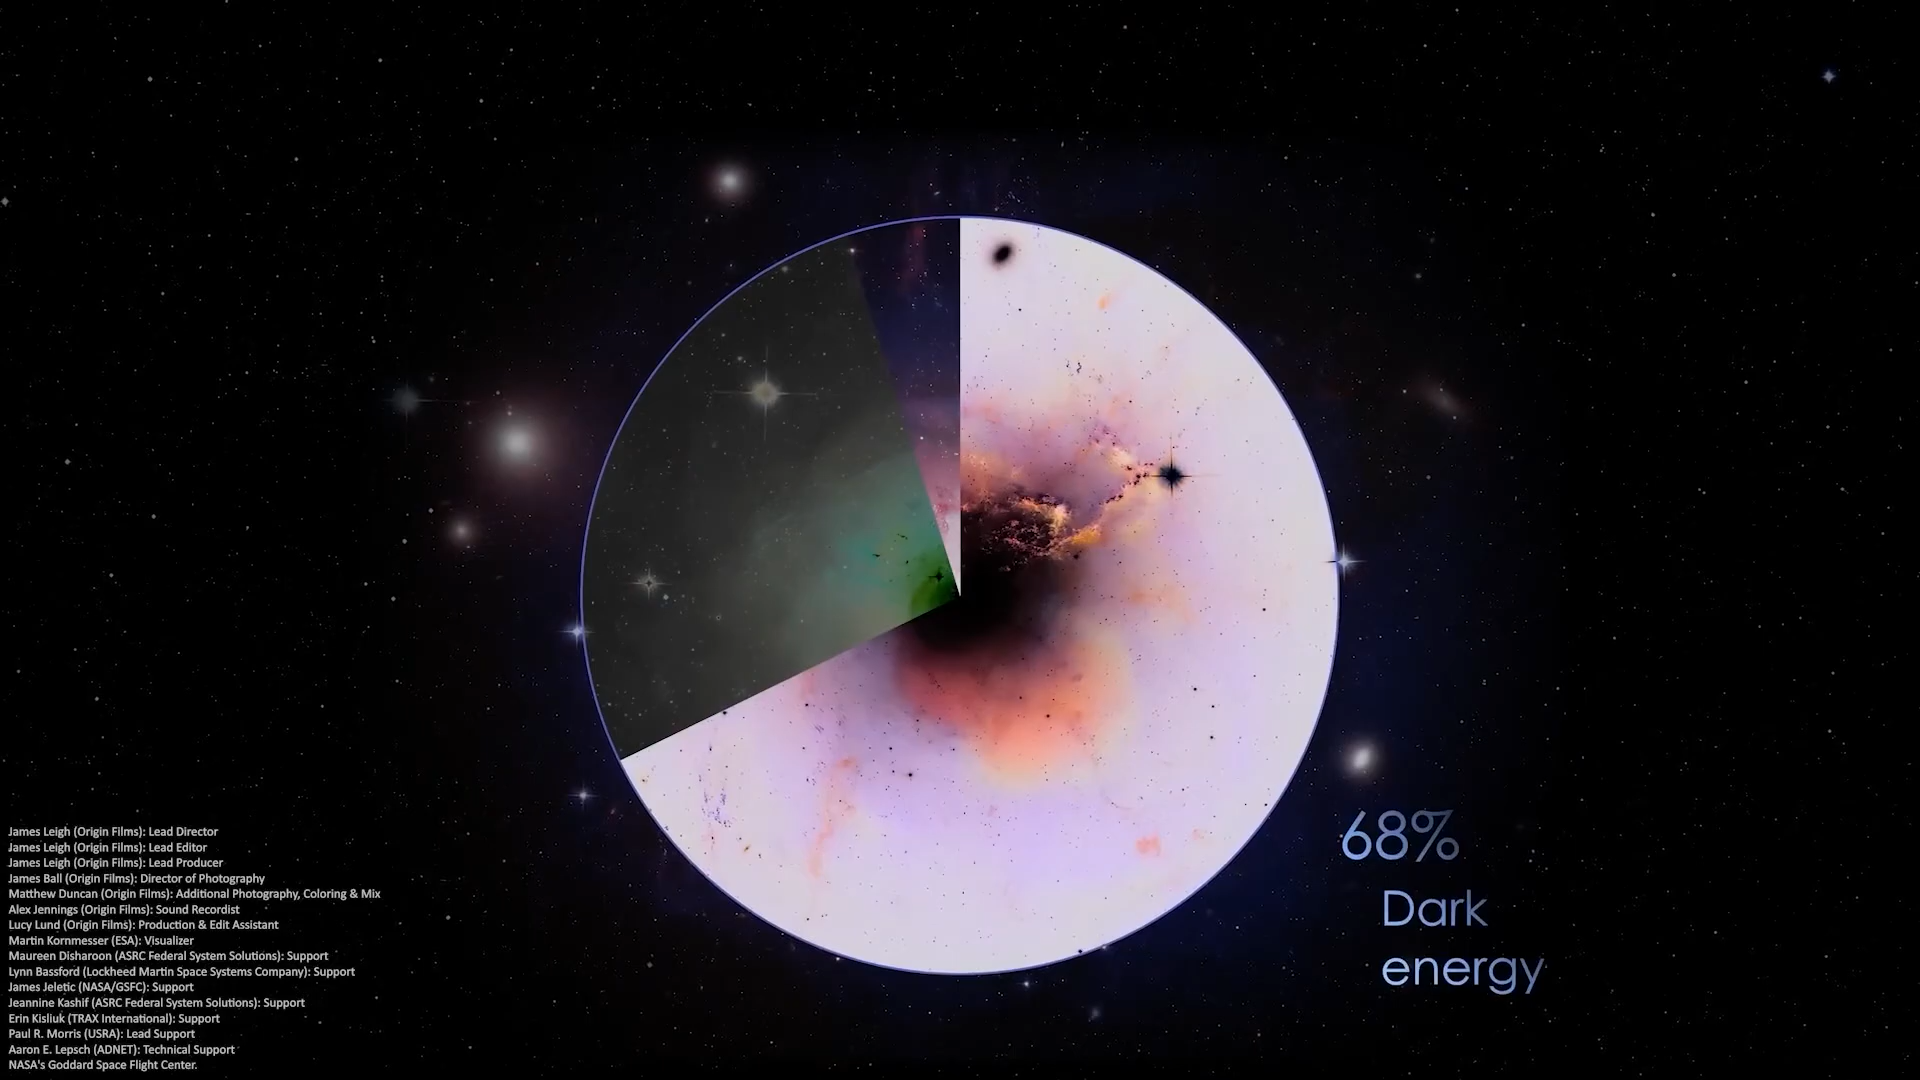 68%
Dark
energy
James Leigh (Origin Films): Lead Director
James Leigh (Origin Films): Lead Editor
James Leigh (Origin Films): Lead Producer
James Ball (Origin Films): Director of Photography
Matthew Duncan (Origin Films): Additional Photography, Coloring & Mix
Alex Jennings (Origin Films): Sound Recordist
Lucy Lund (Origin Films): Production & Edit Assistant
Martin Kornmesser (ESA): Visualizer
Maureen Disharoon (ASRC Federal System Solutions): Support
Lynn Bassford (Lockheed Martin Space Systems Company): Support
James Jeletic (NASA/GSFC): Support
Jeannine Kashif (ASRC Federal System Solutions): Support
Erin Kisliuk (TRAX International): Support
Paul R. Morris (USRA): Lead Support
Aaron E. Lepsch (ADNET): Technical Support
NASA's Goddard Space Flight Center.